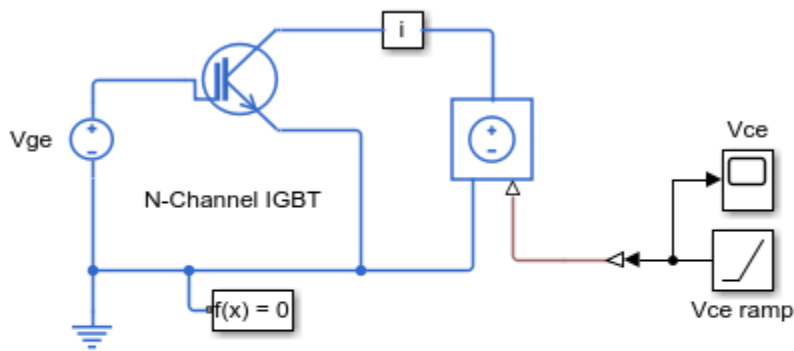 i
Vge
Vce
N-Channel IGBT
f(x) = 0
Vce ramp